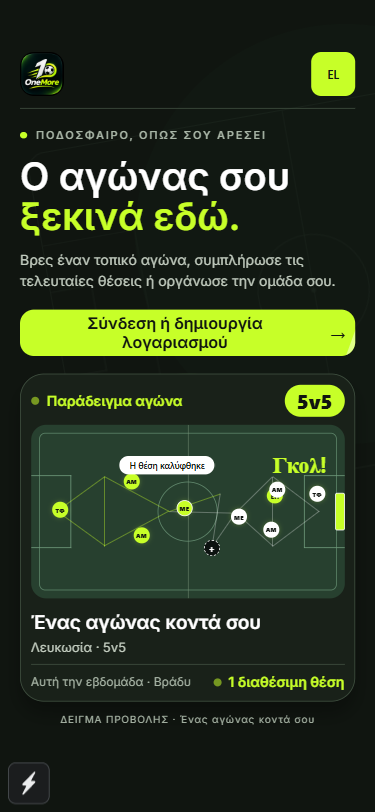 OneMore
EL
ΠΟΔΟΣΦΑΙΡΟ, ΟΠΩΣ ΣΟΥ ΑΡΕΣΕΙ
Ο αγώνας σου
ξεκινά εδώ.
Βρες έναν τοπικό αγώνα, συμπλήρωσε τις
τελευταίες θέσεις ή οργάνωσε την ομάδα σου.
Σύνδεση ή δημιουργία
λογαριασμού →
Παράδειγμα αγώνα
5v5
Η θέση καλύφθηκε
Γκολ!
ΑΜ
ΑΜ
ΤΦ
ΤΦ
ΜΕ
ΜΕ
ΑΜ
ΑΜ
+
Ένας αγώνας κοντά σου
Λευκωσία · 5v5
Αυτή την εβδομάδα · Βράδυ
1 διαθέσιμη θέση
ΔΕΙΓΜΑ ΠΡΟΒΟΛΗΣ · Ένας αγώνας κοντά σου